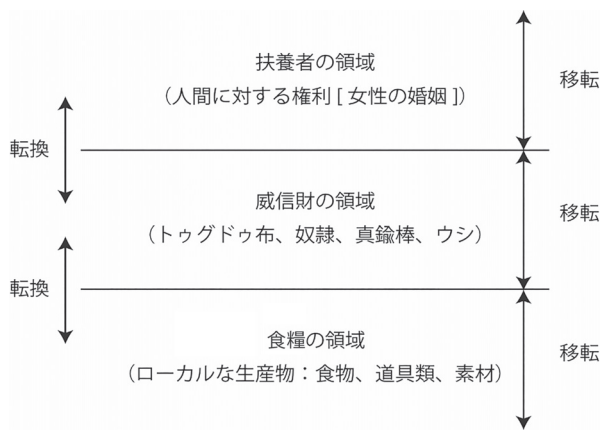 扶養者の領域
（人間に対する権利 [ 女性の婚姻 ]）
移転
転換
威信財の領域
（トゥグドゥ布、奴隷、真鍮棒、ウシ）
移転
転換
食糧の領域
（ローカルな生産物：食物、道具類、素材）
移転